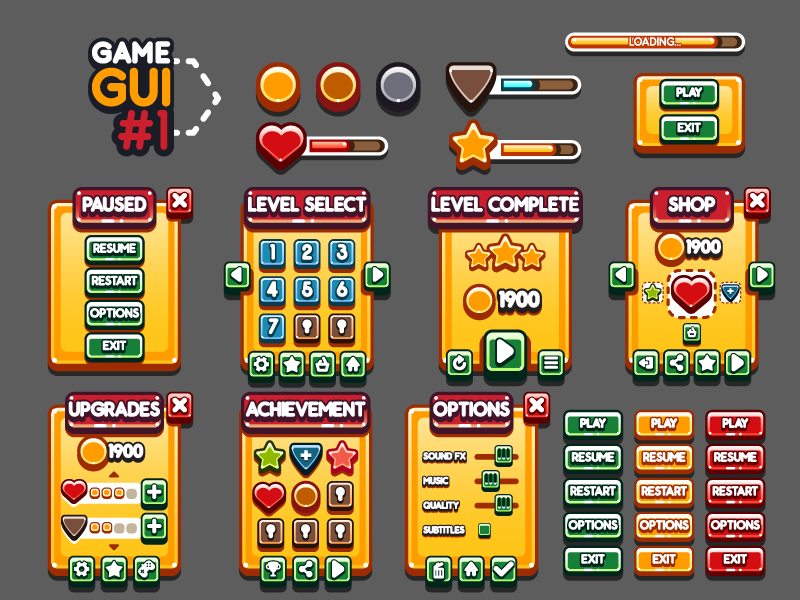 GAME
GUI
#1
LOADING...
PLAY
EXIT
PAUSED
RESUME
RESTART
OPTIONS
EXIT
LEVEL SELECT
1 2 3
4 5 6
7
LEVEL COMPLETE
1900
SHOP
1900
UPGRADES
1900
ACHIEVEMENT
OPTIONS
SOUND FX
MUSIC
QUALITY
SUBTITLES
PLAY PLAY PLAY
RESUME RESUME RESUME
RESTART RESTART RESTART
OPTIONS OPTIONS OPTIONS
EXIT EXIT EXIT